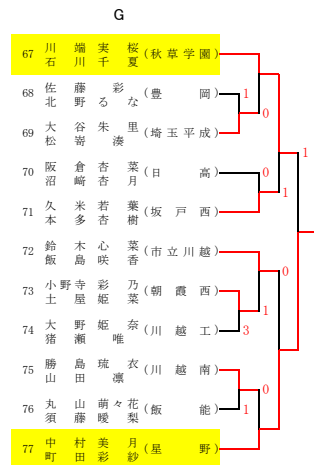 G
67 川端実桜 石川千夏 (秋草学園)
68 佐藤彩 北野るな (豊岡)
69 大谷朱里 松嵜湊 (埼玉平成)
70 阪倉杏菜 沼﨑杏月 (日高)
71 久米若葉 本多杏樹 (坂戸西)
72 鈴木心菜 飯島咲香 (市立川越)
73 小野寺彩乃 土屋姫菜 (朝霞西)
74 大野姫奈 猪瀬唯 (川越工)
75 勝島琉衣 山田凛 (川越南)
76 丸山萌々花 須藤曖梨 (飯能)
77 中村美月 町田彩紗 (星野)
1
0
0
1
1
0
1
3
0
1